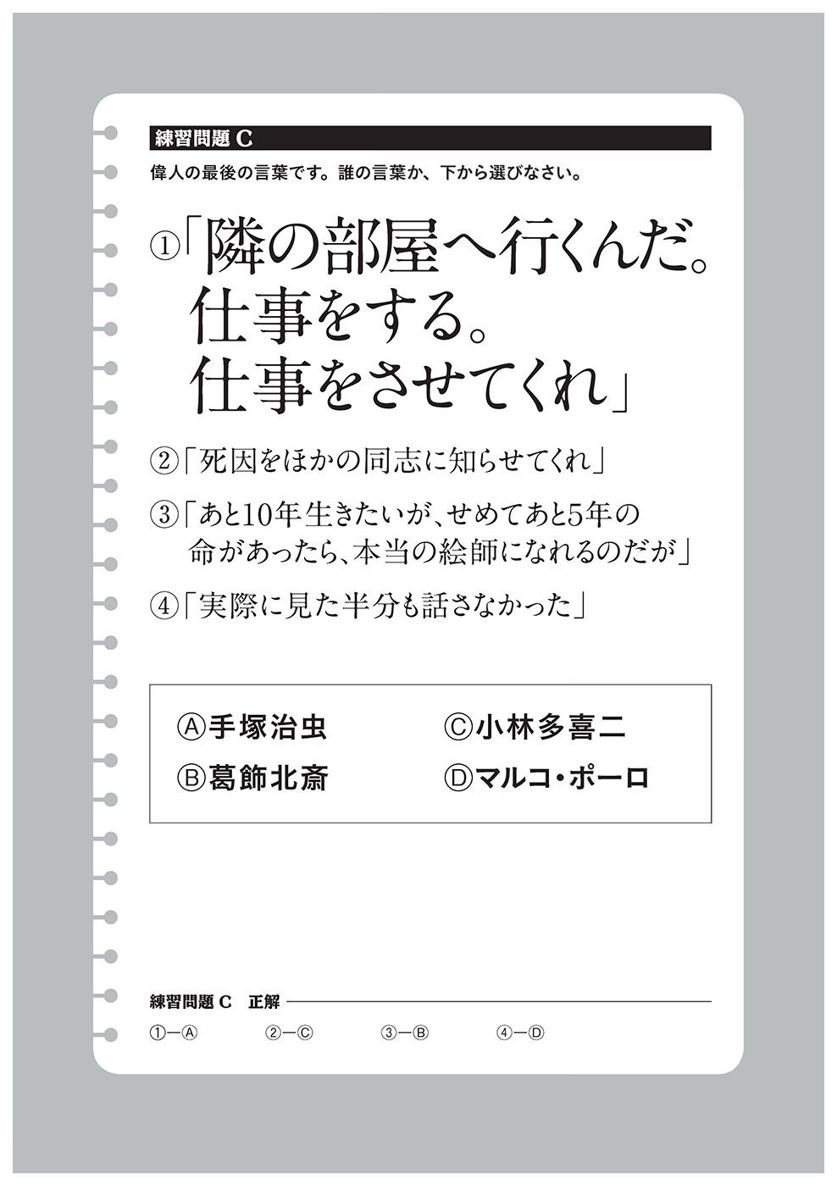 練習問題 C
偉人の最後の言葉です。誰の言葉か、下から選びなさい。
①「隣の部屋へ行くんだ。
仕事をする。
仕事をさせてくれ」
②「死因をほかの同志に知らせてくれ」
③「あと10年生きたいが、せめてあと5年の
命があったら、本当の絵師になれるのだが」
④「実際に見た半分も話さなかった」
Ⓐ手塚治虫 Ⓒ小林多喜二
Ⓑ葛飾北斎 Ⓓマルコ・ポーロ
練習問題 C 正解
①―Ⓐ ②―Ⓒ ③―Ⓑ ④―Ⓓ